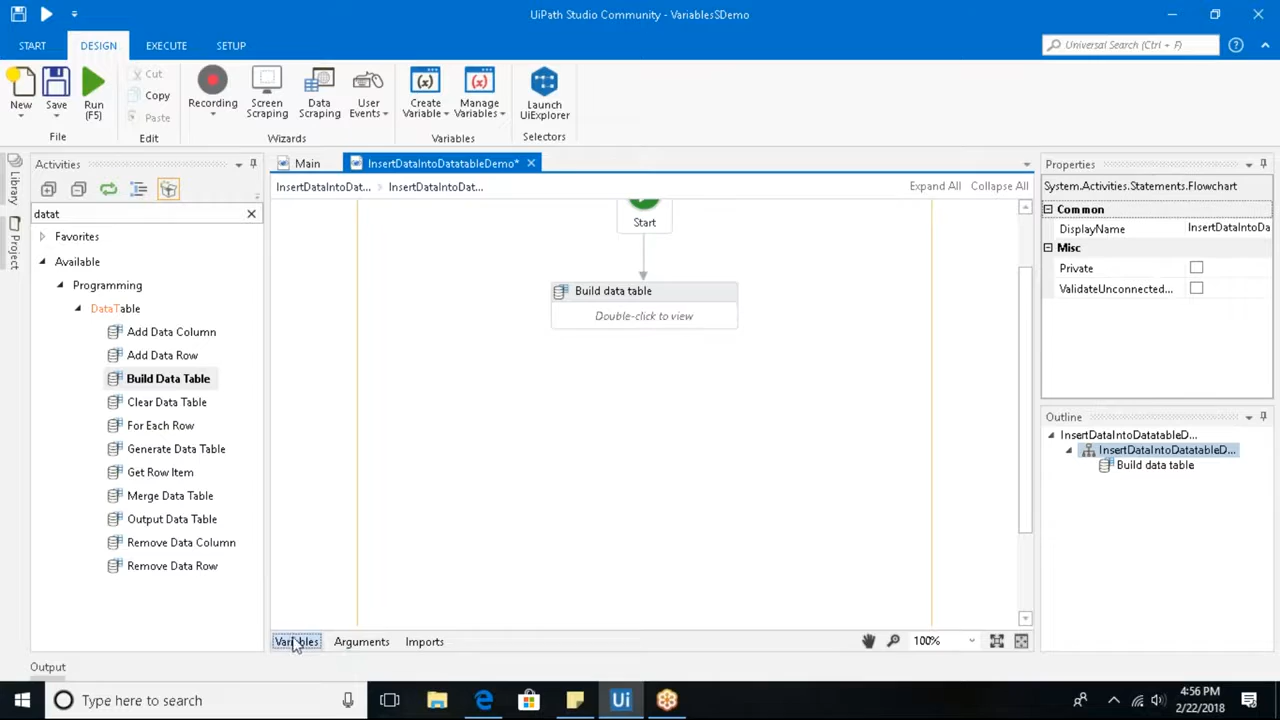 UiPath Studio Community - VariablesSDemo
START DESIGN EXECUTE SETUP
Universal Search (Ctrl + F)
New Save Run (F5)
Cut
Copy
Paste
Recording Screen Scraping Data Scraping User Events
Create Variable Manage Variables
Launch UiExplorer
File Edit Wizards Variables Selectors
Library
Project
Activities
datat
Favorites
Available
Programming
DataTable
Add Data Column
Add Data Row
Build Data Table
Clear Data Table
For Each Row
Generate Data Table
Get Row Item
Merge Data Table
Output Data Table
Remove Data Column
Remove Data Row
Main InsertDataIntoDatatableDemo*
InsertDataIntoDat... InsertDataIntoDat... Expand All Collapse All
Start
Build data table
Double-click to view
Variables Arguments Imports 100%
Properties
System.Activities.Statements.Flowchart
Common
DisplayName InsertDataIntoDa
Misc
Private
ValidateUnconnected...
Outline
InsertDataIntoDatatableD...
InsertDataIntoDatatableD...
Build data table
Output
Type here to search
Ui
4:56 PM
2/22/2018